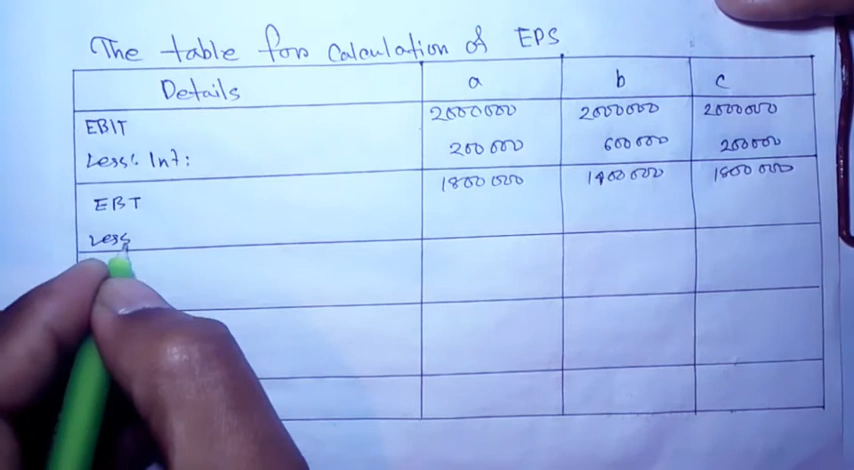 The table for calculation of EPS
Details a b c
EBIT 2000000 2000000 2000000
Less: Int: 200000 600000 200000
EBT 1800000 1400000 1800000
Less